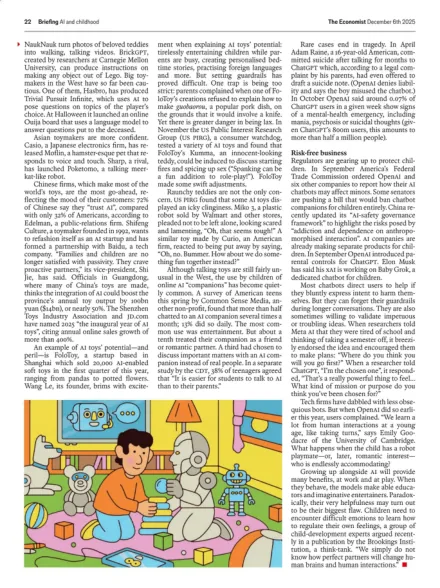 22 Briefing AI and childhood The Economist December 6th 2025
NaukNauk turn photos of beloved teddies
into walking, talking videos. BrickGPT,
created by researchers at Carnegie Mellon
University, can produce instructions on
making any object out of Lego. Big toy-
makers in the West have so far been cau-
tious. One of them, Hasbro, has produced
Trivial Pursuit Infinite, which uses AI to
pose questions on topics of the player's
choice. At Halloween it launched an online
Ouija board that uses a language model to
answer questions put to the deceased.
Asian toymakers are more confident.
Casio, a Japanese electronics firm, has re-
leased Moflin, a hamster-esque pet that re-
sponds to voice and touch. Sharp, a rival,
has launched Poketomo, a talking meer-
kat-like robot.
Chinese firms, which make most of the
world's toys, are the most go-ahead, re-
flecting the mood of their customers: 72%
of Chinese say they "trust AI", compared
with only 32% of Americans, according to
Edelman, a public-relations firm. Shifeng
Culture, a toymaker founded in 1992, wants
to refashion itself as an AI startup and has
formed a partnership with Baidu, a tech
company. "Families and children are no
longer satisfied with passivity. They crave
proactive partners," its vice-president, Shi
Jie, has said. Officials in Guangdong,
where many of China's toys are made,
thinks the integration of AI could boost the
province's annual toy output by 100bn
yuan ($14bn), or nearly 50%. The Shenzhen
Toys Industry Association and JD.com
have named 2025 "the inaugural year of AI
toys", citing annual online sales growth of
more than 400%.
An example of AI toys' potential—and
peril—is FoloToy, a startup based in
Shanghai which sold 20,000 AI-enabled
soft toys in the first quarter of this year,
ranging from pandas to potted flowers.
Wang Le, its founder, brims with excite-
ment when explaining AI toys' potential:
tirelessly entertaining children while par-
ents are busy, creating personalised bed-
time stories, practising foreign languages
and more. But setting guardrails has
proved difficult. One trap is being too
strict: parents complained when one of Fo-
loToy's creations refused to explain how to
make guobaorou, a popular pork dish, on
the grounds that it would involve a knife.
Yet there is greater danger in being lax. In
November the US Public Interest Research
Group (US PIRG), a consumer watchdog,
tested a variety of AI toys and found that
FoloToy's Kumma, an innocent-looking
teddy, could be induced to discuss starting
fires and spicing up sex ("Spanking can be
a fun addition to role-play!"). FoloToy
made some swift adjustments.
Raunchy teddies are not the only con-
cern. US PIRG found that some AI toys dis-
played an icky clinginess. Miko 3, a plastic
robot sold by Walmart and other stores,
pleaded not to be left alone, looking scared
and lamenting, "Oh, that seems tough!" A
similar toy made by Curio, an American
firm, reacted to being put away by saying,
"Oh, no. Bummer. How about we do some-
thing fun together instead?"
Although talking toys are still fairly un-
usual in the West, the use by children of
online AI "companions" has become quiet-
ly common. A survey of American teens
this spring by Common Sense Media, an-
other non-profit, found that more than half
chatted to an AI companion several times a
month; 13% did so daily. The most com-
mon use was entertainment. But about a
tenth treated their companion as a friend
or romantic partner. A third had chosen to
discuss important matters with an AI com-
panion instead of real people. In a separate
study by the CDT, 38% of teenagers agreed
that "It is easier for students to talk to AI
than to their parents."
Rare cases end in tragedy. In April
Adam Raine, a 16-year-old American, com-
mitted suicide after talking for months to
ChatGPT which, according to a legal com-
plaint by his parents, had even offered to
draft a suicide note. (OpenAI denies liabil-
ity and says the boy misused the chatbot.)
In October OpenAI said around 0.07% of
ChatGPT users in a given week show signs
of a mental-health emergency, including
mania, psychosis or suicidal thoughts (giv-
en ChatGPT's 800m users, this amounts to
more than half a million people).
Risk-free business
Regulators are gearing up to protect chil-
dren. In September America's Federal
Trade Commission ordered OpenAI and
six other companies to report how their AI
chatbots may affect minors. Some senators
are pushing a bill that would ban chatbot
companions for children entirely. China re-
cently updated its "AI-safety governance
framework" to highlight the risks posed by
"addiction and dependence on anthropo-
morphised interaction". AI companies are
already making separate products for chil-
dren. In September OpenAI introduced pa-
rental controls for ChatGPT. Elon Musk
has said his xAI is working on Baby Grok, a
dedicated chatbot for children.
Most chatbots direct users to help if
they bluntly express intent to harm them-
selves. But they can forget their guardrails
during longer conversations. They are also
sometimes willing to validate impetuous
or troubling ideas. When researchers told
Meta AI that they were tired of school and
thinking of taking a semester off, it breezi-
ly endorsed the idea and encouraged them
to make plans: "Where do you think you
will you go first?" When a researcher told
ChatGPT, "I'm the chosen one", it respond-
ed, "That's a really powerful thing to feel…
What kind of mission or purpose do you
think you've been chosen for?"
Tech firms have dabbled with less obse-
quious bots. But when OpenAI did so earli-
er this year, users complained. "We learn a
lot from human interactions at a young
age, like taking turns," says Emily Goo-
dacre of the University of Cambridge.
What happens when the child has a robot
playmate—or, later, romantic interest—
who is endlessly accommodating?
Growing up alongside AI will provide
many benefits, at work and at play. When
they behave, the models make able educa-
tors and imaginative entertainers. Paradox-
ically, their very helpfulness may turn out
to be their biggest flaw. Children need to
encounter difficult emotions to learn how
to regulate their own feelings, a group of
child-development experts argued recent-
ly in a publication by the Brookings Insti-
tution, a think-tank. "We simply do not
know how perfect partners will change hu-
man brains and human interactions."